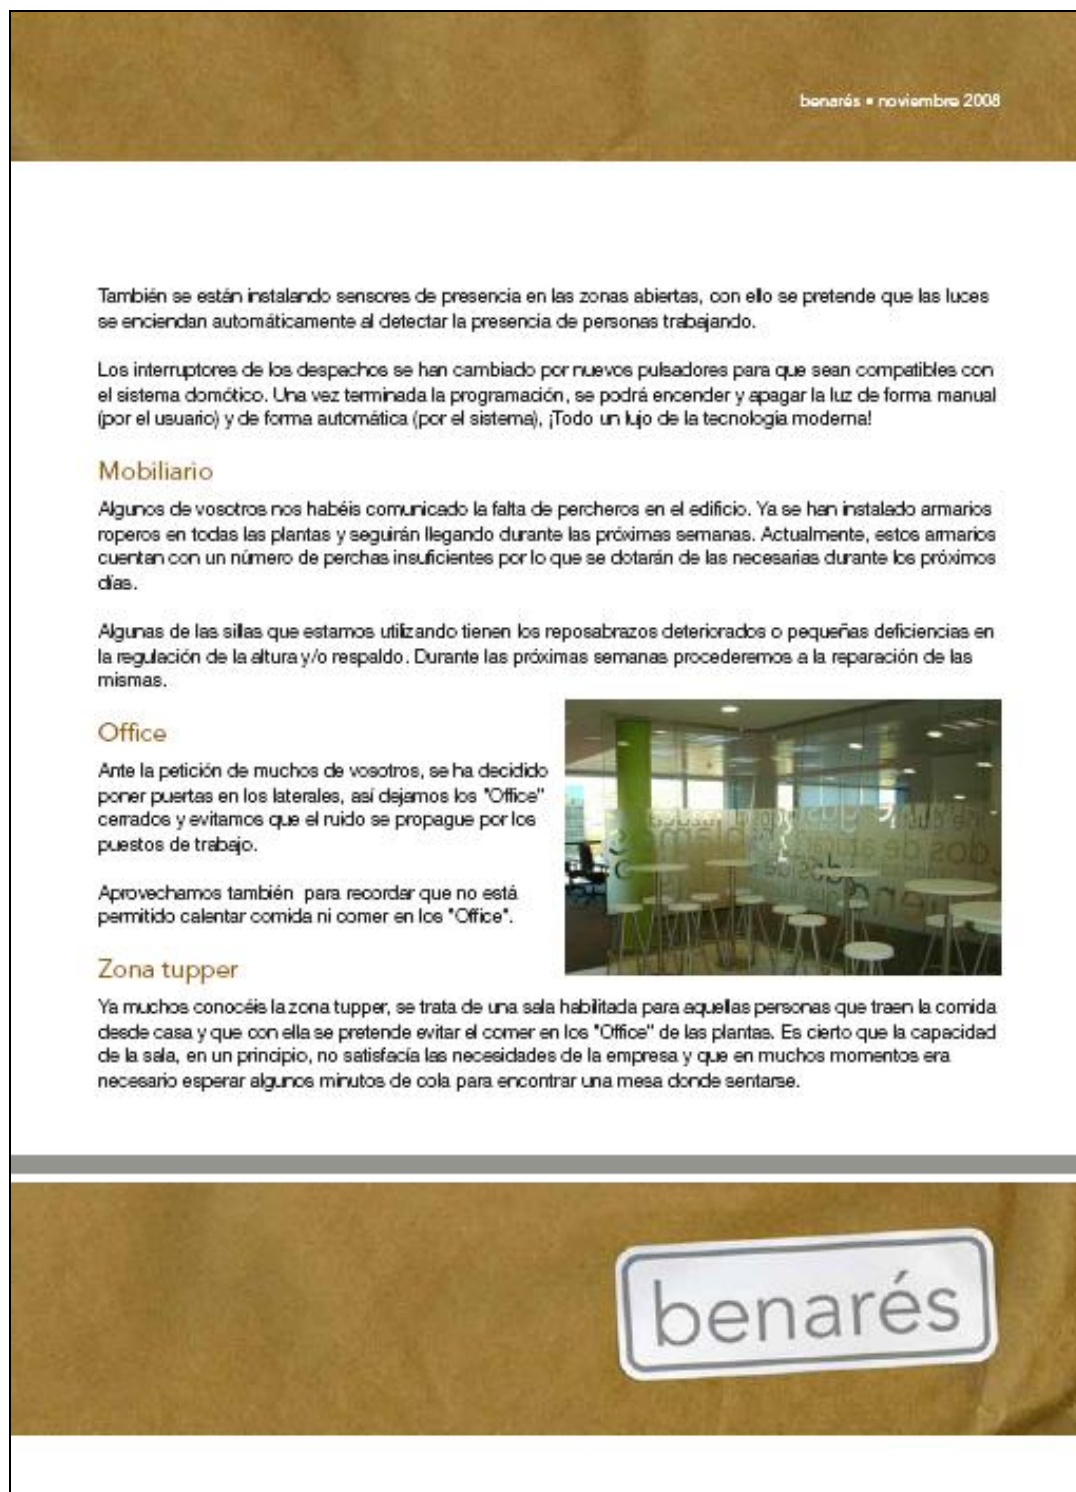 benarés • noviembre 2008
También se están instalando sensores de presencia en las zonas abiertas, con ello se pretende que las luces
se enciendan automáticamente al detectar la presencia de personas trabajando.
Los interruptores de los despachos se han cambiado por nuevos pulsadores para que sean compatibles con
el sistema domótico. Una vez terminada la programación, se podrá encender y apagar la luz de forma manual
(por el usuario) y de forma automática (por el sistema), ¡Todo un lujo de la tecnología moderna!
Mobiliario
Algunos de vosotros nos habéis comunicado la falta de percheros en el edificio. Ya se han instalado armarios
roperos en todas las plantas y seguirán llegando durante las próximas semanas. Actualmente, estos armarios
cuentan con un número de perchas insuficientes por lo que se dotarán de las necesarias durante los próximos
días.
Algunas de las sillas que estamos utilizando tienen los reposabrazos deteriorados o pequeñas deficiencias en
la regulación de la altura y/o respaldo. Durante las próximas semanas procederemos a la reparación de las
mismas.
Office
Ante la petición de muchos de vosotros, se ha decidido
poner puertas en los laterales, así dejamos los "Office"
cerrados y evitamos que el ruido se propague por los
puestos de trabajo.
Aprovechamos también para recordar que no está
permitido calentar comida ni comer en los "Office".
Zona tupper
Ya muchos conocéis la zona tupper, se trata de una sala habilitada para aquellas personas que traen la comida
desde casa y que con ella se pretende evitar el comer en los "Office" de las plantas. Es cierto que la capacidad
de la sala, en un principio, no satisfacía las necesidades de la empresa y que en muchos momentos era
necesario esperar algunos minutos de cola para encontrar una mesa donde sentarse.
benarés